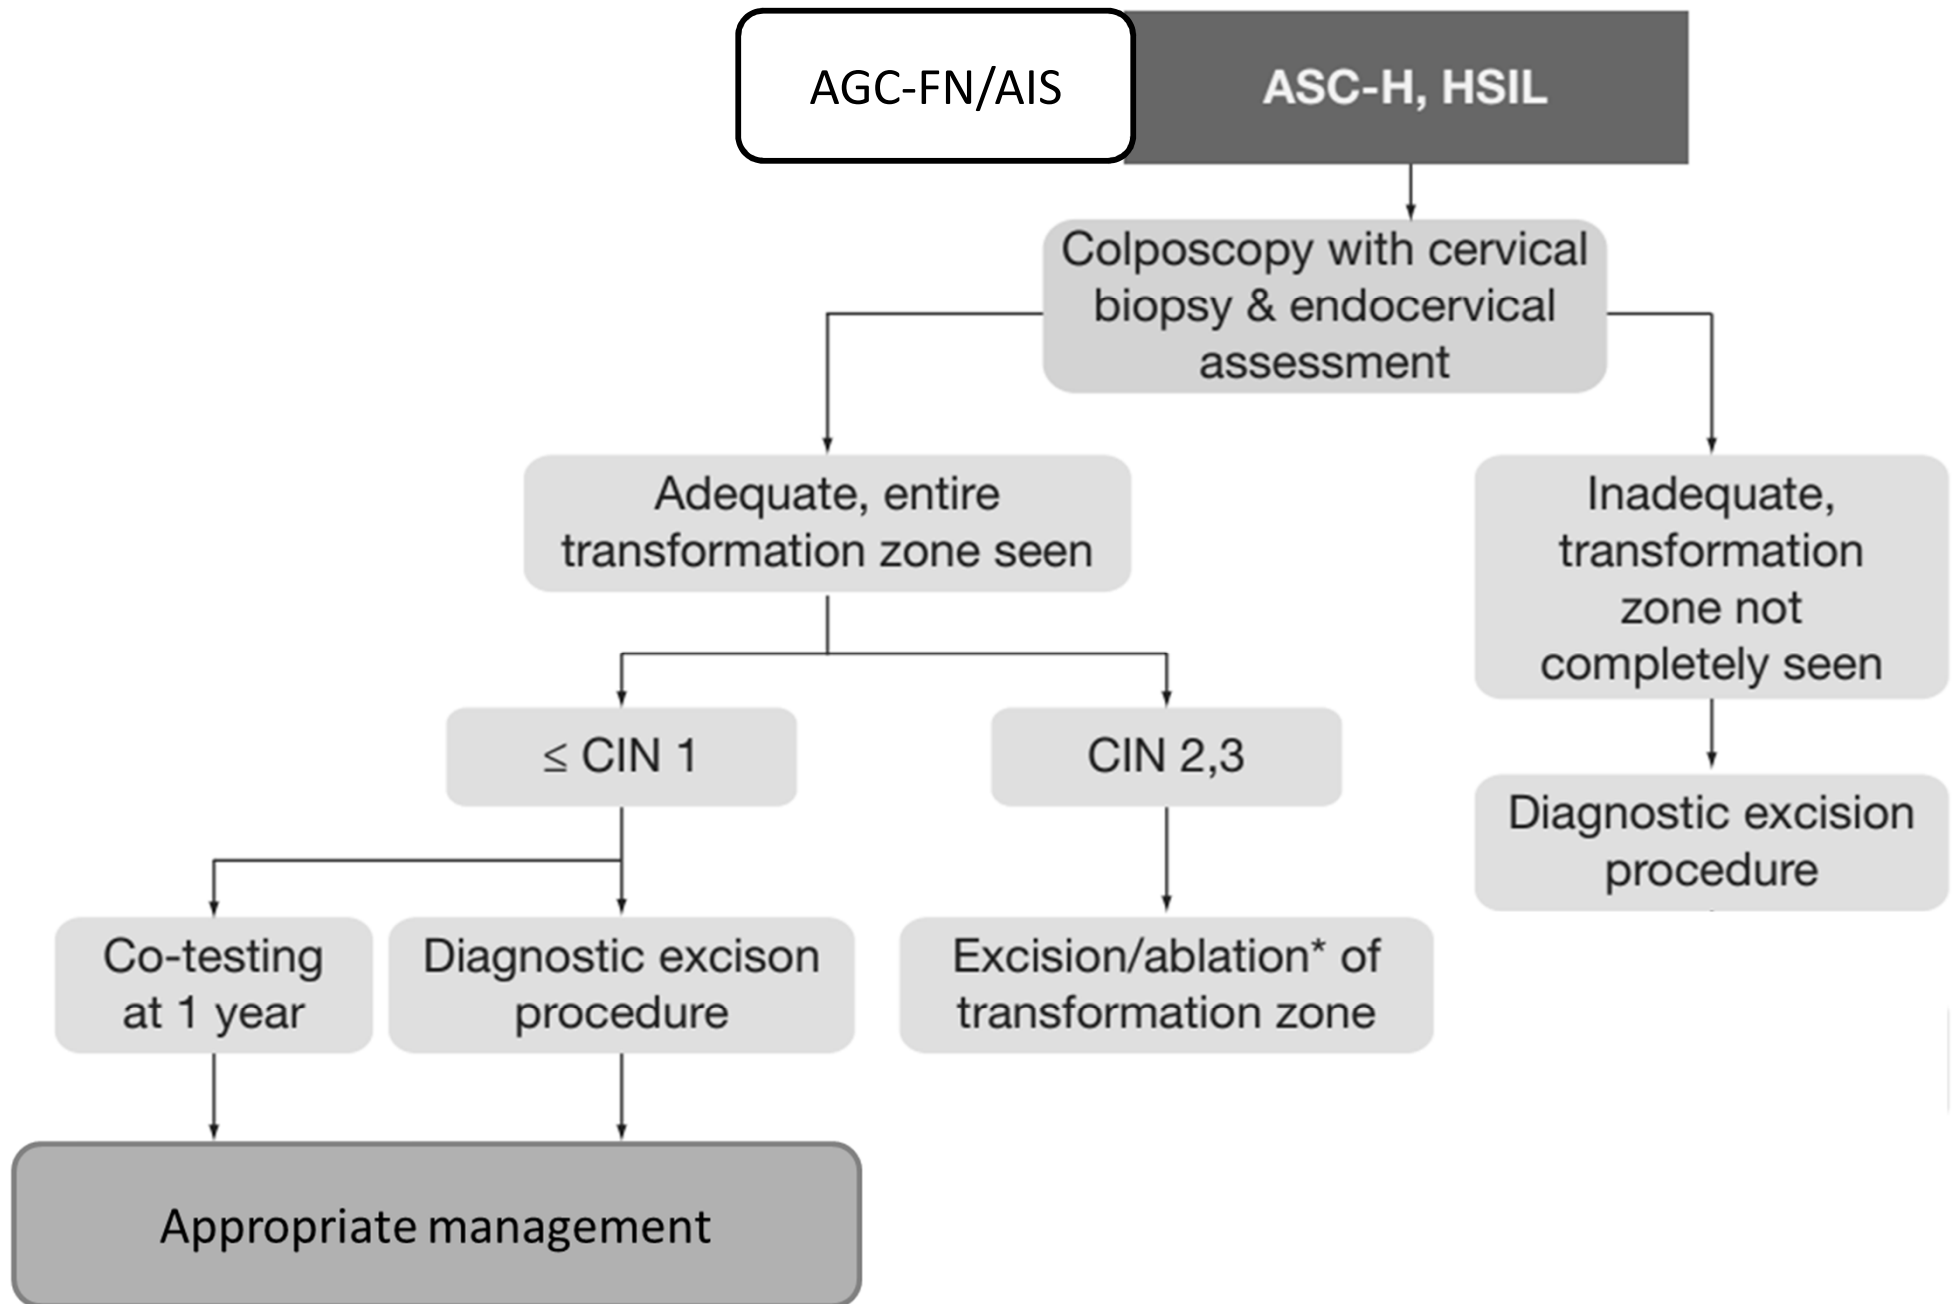 AGC-FN/AIS
ASC-H, HSIL
Colposcopy with cervical
biopsy & endocervical
assessment
Adequate, entire
transformation zone seen
Inadequate,
transformation
zone not
completely seen
≤ CIN 1
CIN 2,3
Diagnostic excision
procedure
Co-testing
at 1 year
Diagnostic excison
procedure
Excision/ablation* of
transformation zone
Appropriate management